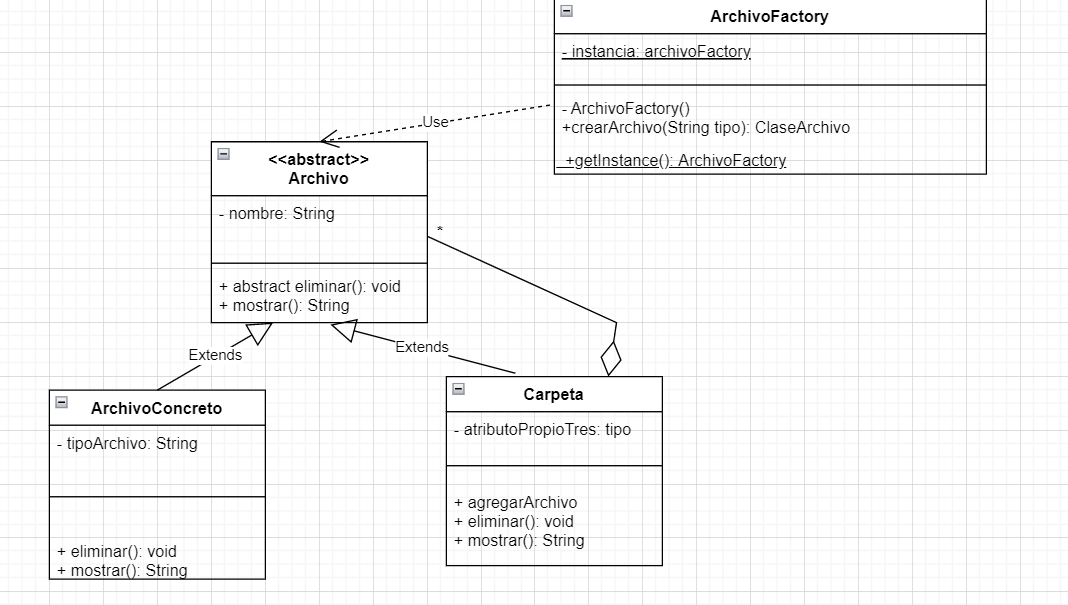 ArchivoFactory
- instancia: archivoFactory
- ArchivoFactory()
+crearArchivo(String tipo): ClaseArchivo
+getInstance(): ArchivoFactory
Use
<<abstract>>
Archivo
- nombre: String
+ abstract eliminar(): void
+ mostrar(): String
*
Extends
Extends
ArchivoConcreto
- tipoArchivo: String
+ eliminar(): void
+ mostrar(): String
Carpeta
- atributoPropioTres: tipo
+ agregarArchivo
+ eliminar(): void
+ mostrar(): String